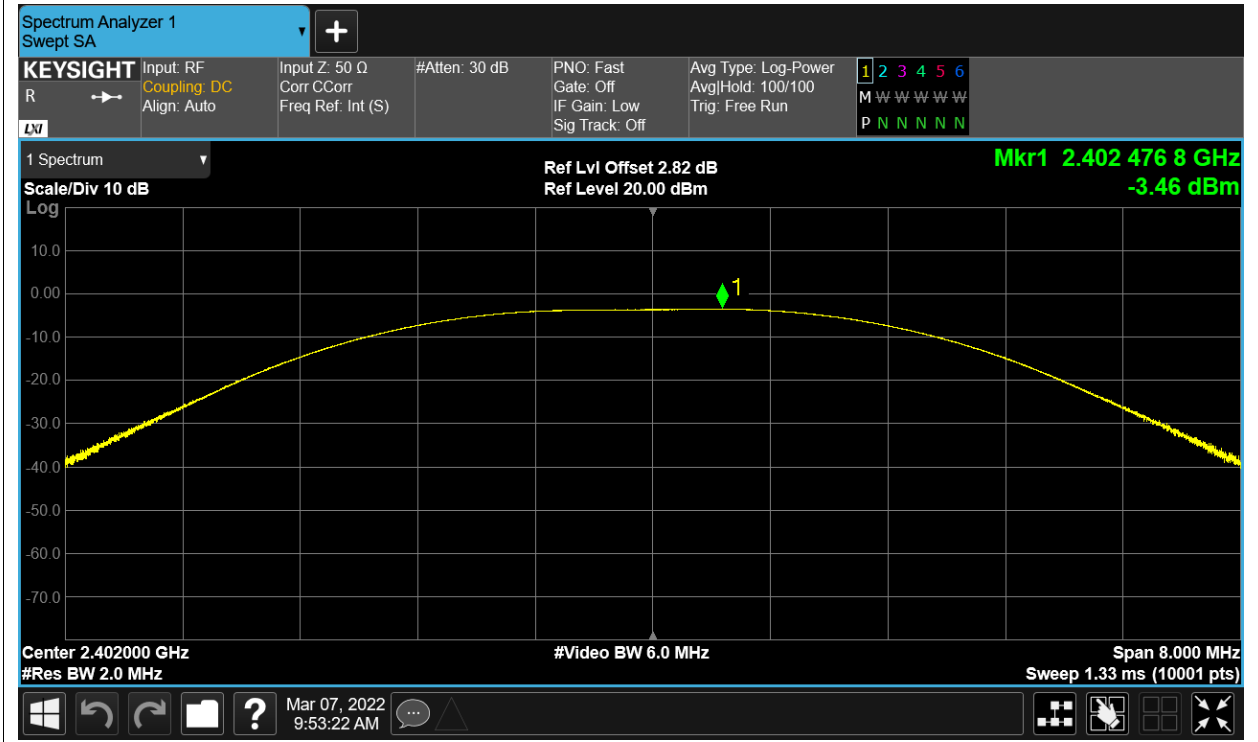 Spectrum Analyzer 1
Swept SA
KEYSIGHT
R
LXI
Input: RF
Coupling: DC
Align: Auto
Input Z: 50 Ω
Corr CCorr
Freq Ref: Int (S)
#Atten: 30 dB
PNO: Fast
Gate: Off
IF Gain: Low
Sig Track: Off
Avg Type: Log-Power
Avg|Hold: 100/100
Trig: Free Run
1 2 3 4 5 6
M W W W W W W
P N N N N N N
1 Spectrum
Scale/Div 10 dB
Log
Ref Lvl Offset 2.82 dB
Ref Level 20.00 dBm
Mkr1 2.402 476 8 GHz
-3.46 dBm
10.0
0.00
-10.0
-20.0
-30.0
-40.0
-50.0
-60.0
-70.0
1
Center 2.402000 GHz
#Res BW 2.0 MHz
#Video BW 6.0 MHz
Span 8.000 MHz
Sweep 1.33 ms (10001 pts)
?
Mar 07, 2022
9:53:22 AM